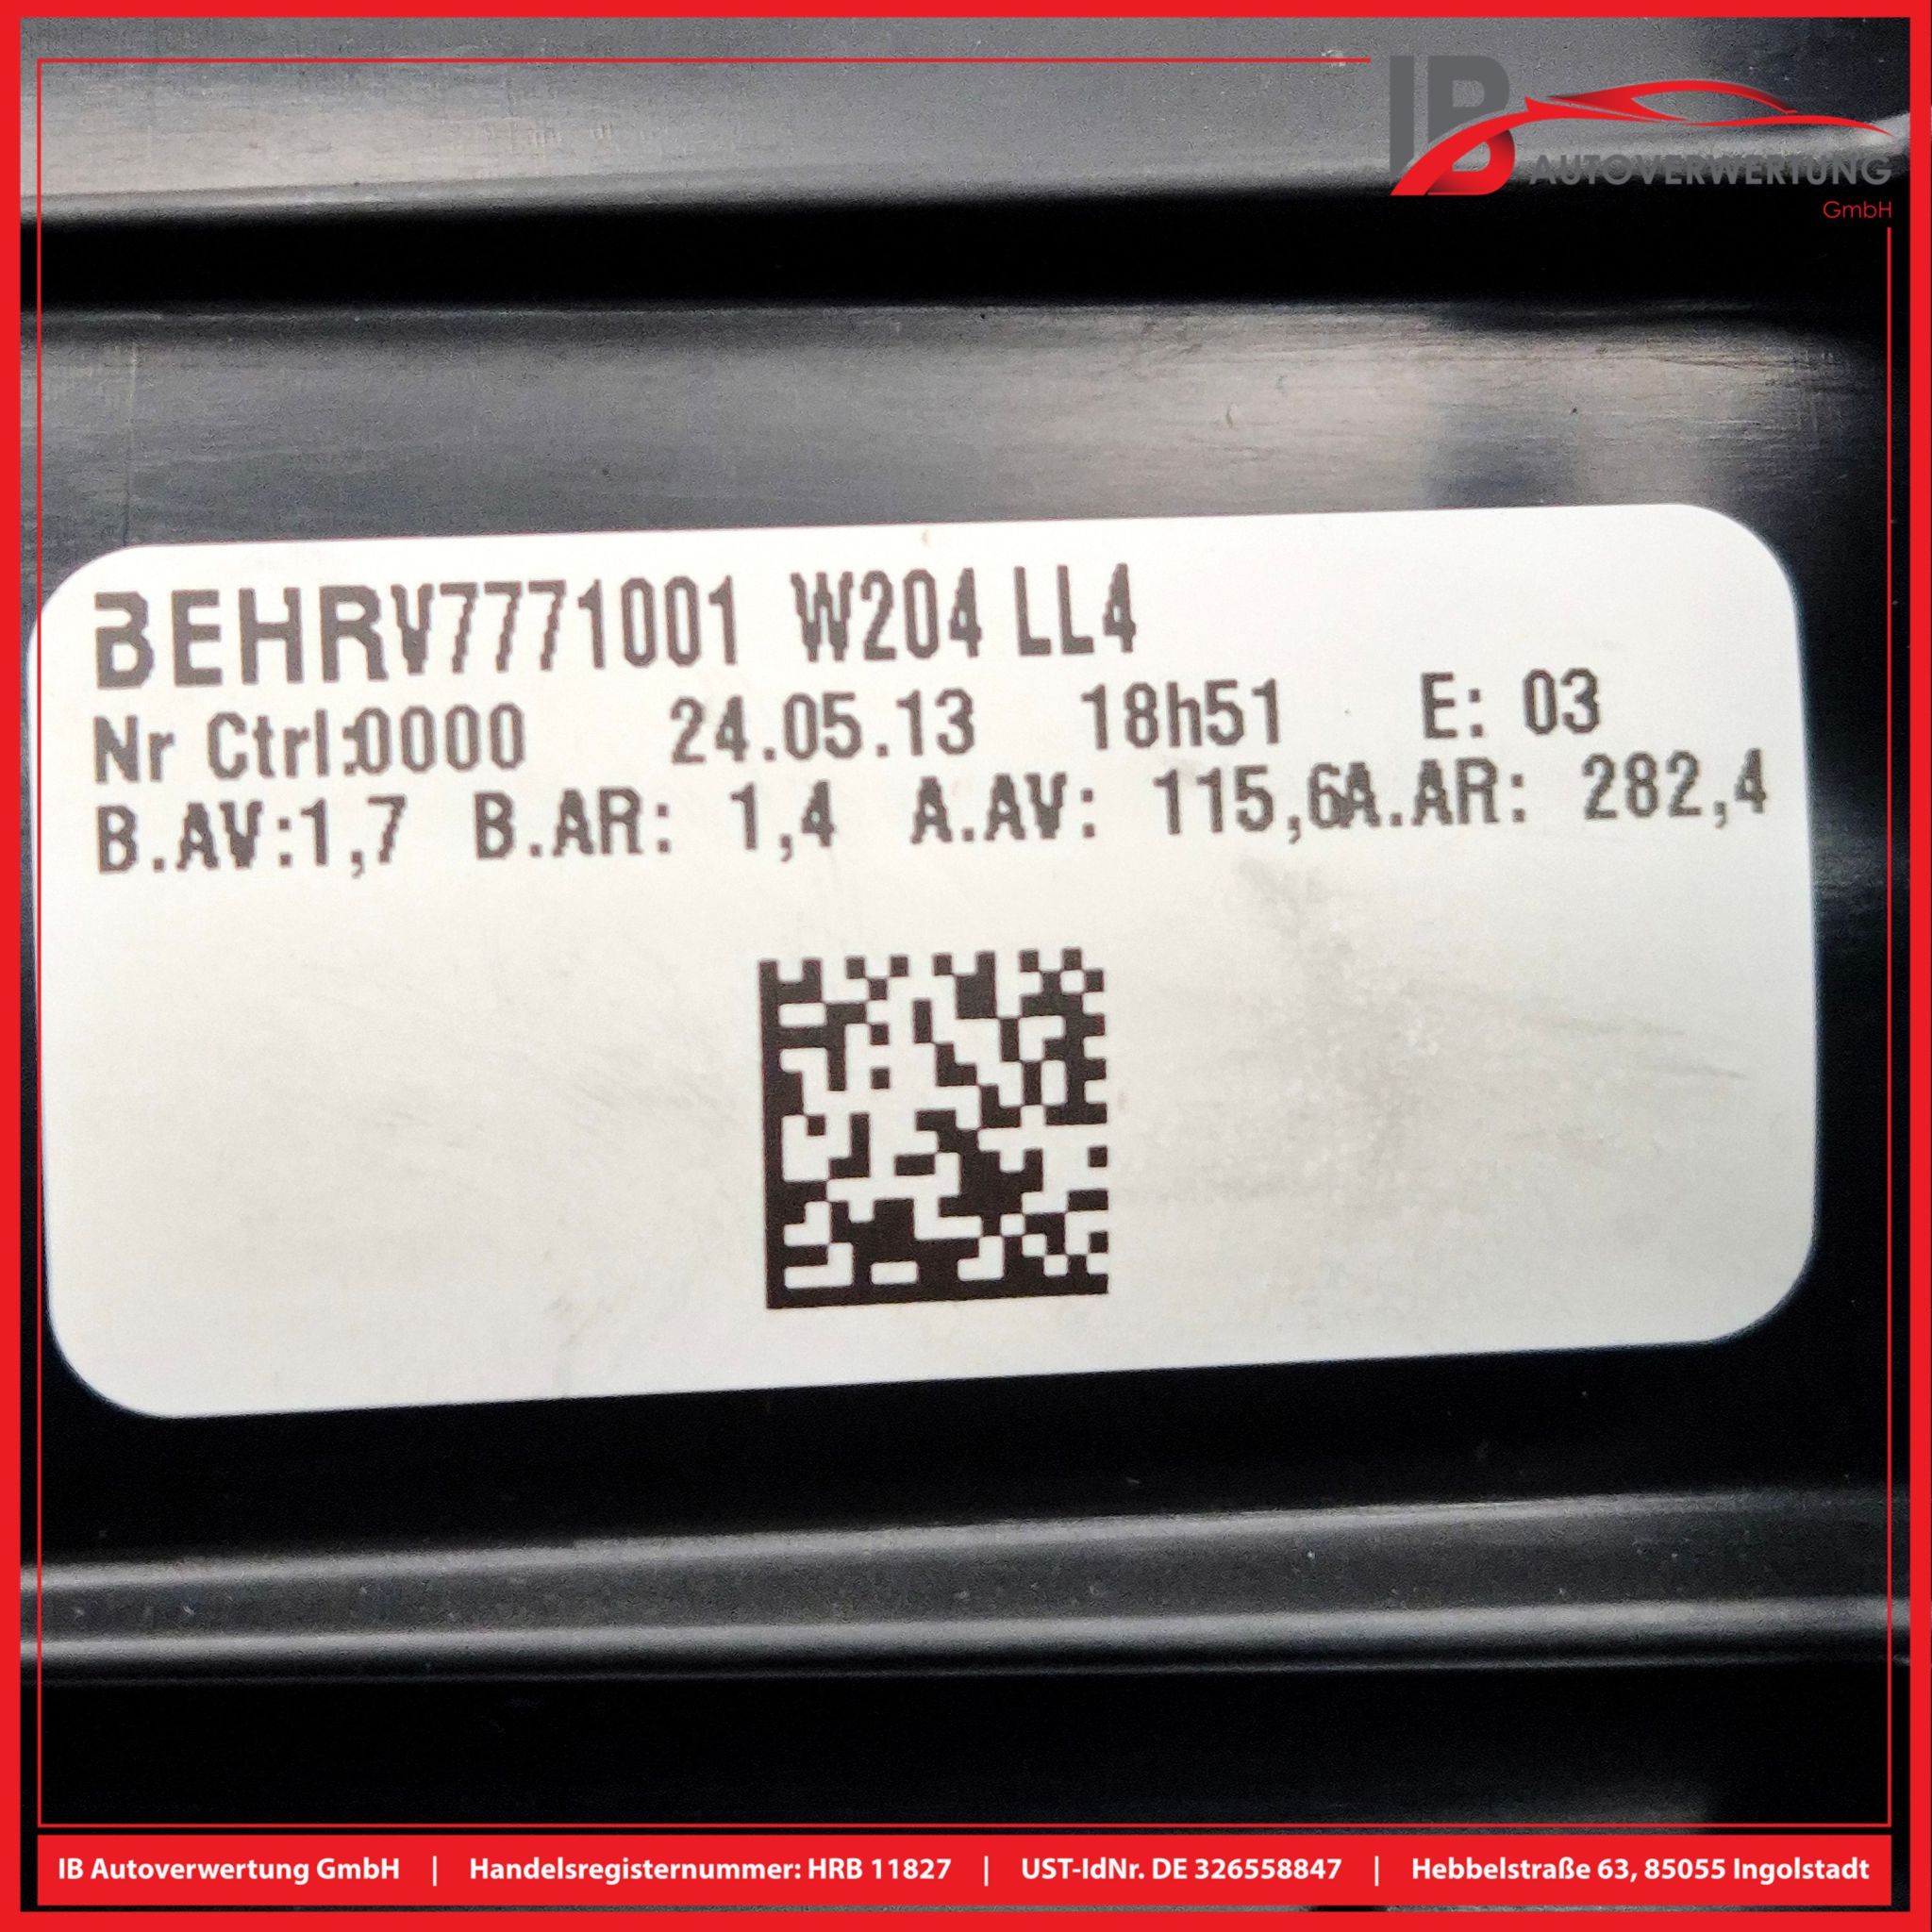 IB
AUTOVERWERTUNG
GmbH
BEHRV7771001 W204 LL4
Nr Ctrl:0000 24.05.13 18h51 E: 03
B.AV:1,7 B.AR: 1,4 A.AV: 115,6A.AR: 282,4
IB Autoverwertung GmbH | Handelsregisternummer: HRB 11827 | UST-IdNr. DE 326558847 | Hebbelstraße 63, 85055 Ingolstadt